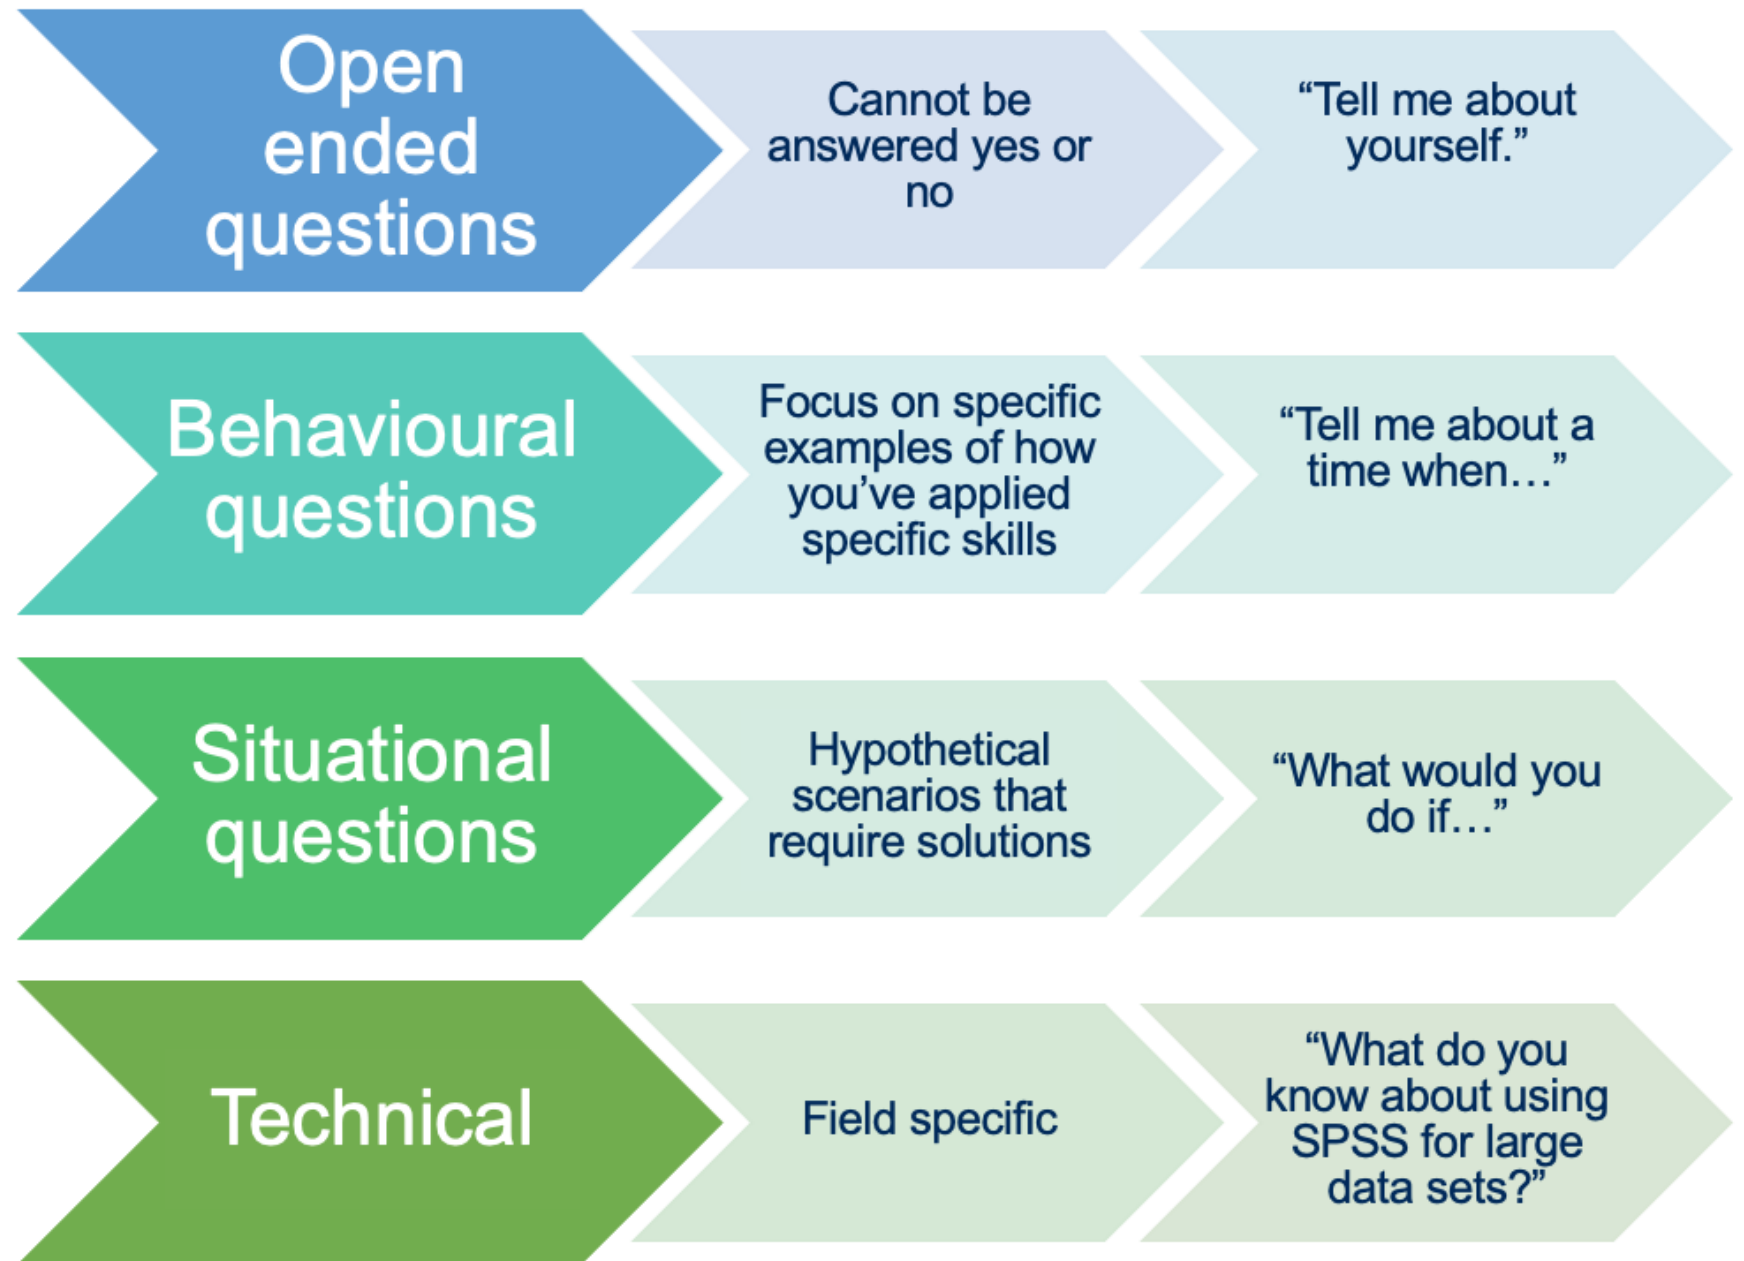 Open
ended
questions
Cannot be
answered yes or
no
“Tell me about
yourself.”
Behavioural
questions
Focus on specific
examples of how
you’ve applied
specific skills
“Tell me about a
time when…”
Situational
questions
Hypothetical
scenarios that
require solutions
“What would you
do if…”
Technical
Field specific
“What do you
know about using
SPSS for large
data sets?”